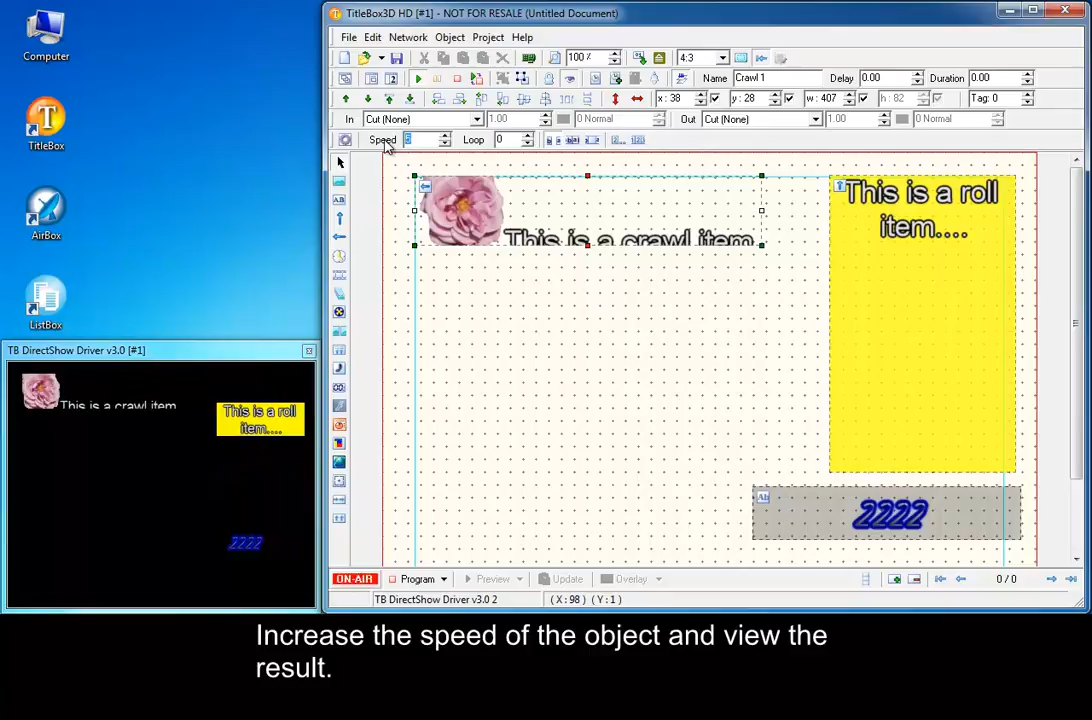 Computer
TitleBox
AirBox
ListBox
TitleBox3D HD [#1] - NOT FOR RESALE (Untitled Document)
File Edit Network Object Project Help
100 % 4:3
Name Crawl 1 Delay 0.00 Duration 0.00
x : 38 y : 28 w : 407 h : 82 Tag: 0
In Cut (None) 1.00 0 Normal Out Cut (None) 1.00 0 Normal
Speed Loop 0
This is a crawl item
This is a roll
item....
2222
TB DirectShow Driver v3.0 [#1]
This is a crawl item
This is a roll
item....
2222
ON-AIR Program Preview Update Overlay 0 / 0
TB DirectShow Driver v3.0 2 ( X : 98 ) ( Y : 1 )
Increase the speed of the object and view the
result.